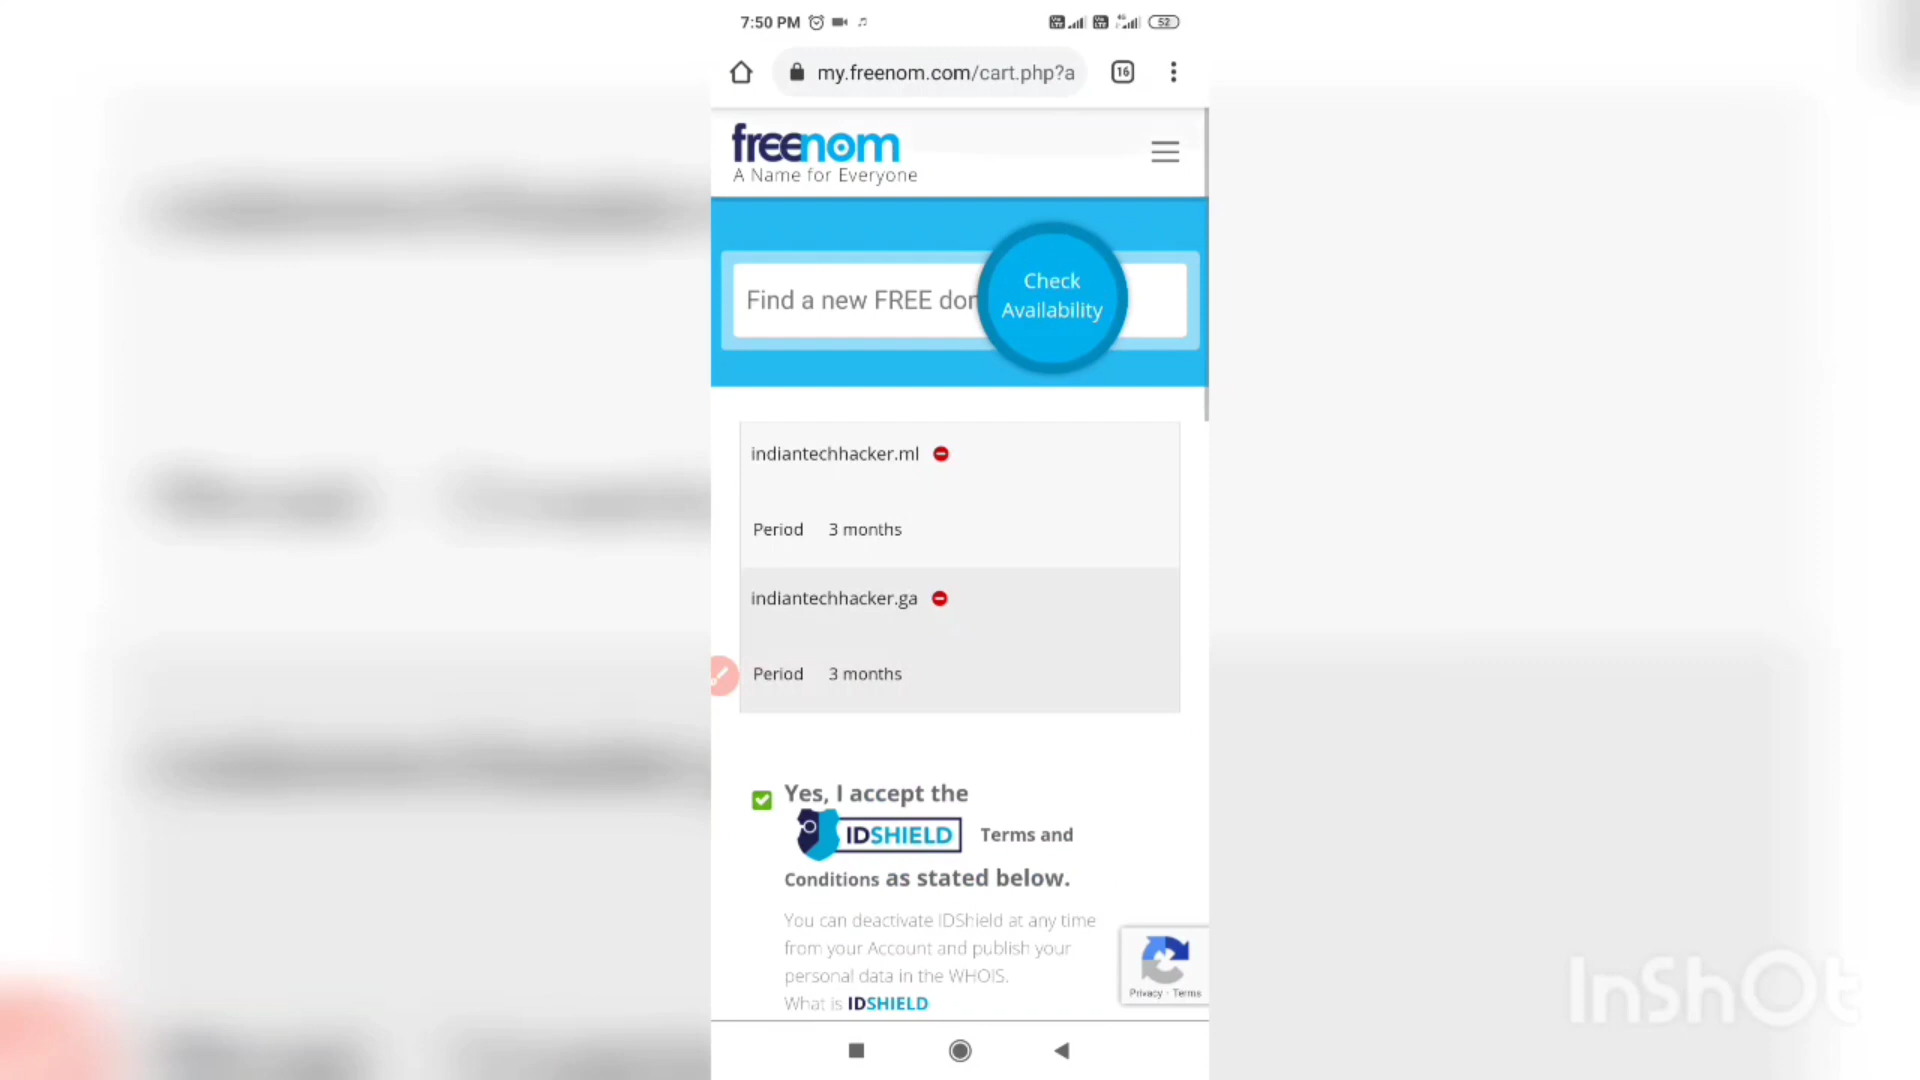 7:50 PM
52
my.freenom.com/cart.php?a
16
freenom
A Name for Everyone
Find a new FREE dor
Check
Availability
indiantechhacker.ml
Period 3 months
indiantechhacker.ga
Period 3 months
Yes, I accept the
IDSHIELD Terms and
Conditions as stated below.
You can deactivate IDShield at any time
from your Account and publish your
personal data in the WHOIS.
What is IDSHIELD
Privacy - Terms
InShOt